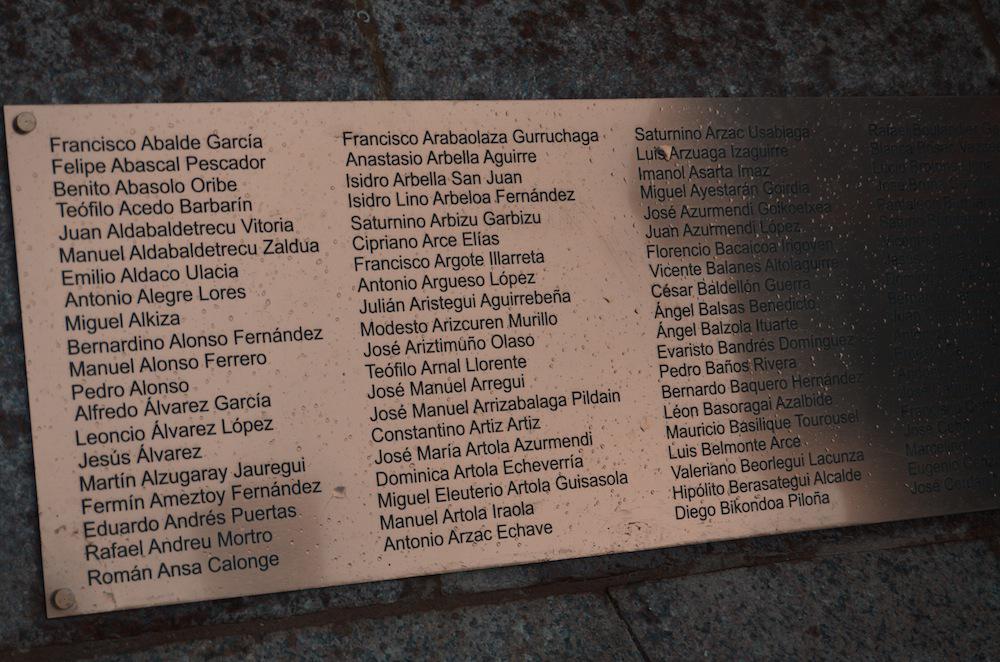 Francisco Abalde García
Felipe Abascal Pescador
Benito Abasolo Oribe
Teófilo Acedo Barbarín
Juan Aldabaldetrecu Vitoria
Manuel Aldabaldetrecu Zaldua
Emilio Aldaco Ulacia
Antonio Alegre Lores
Miguel Alkiza
Bernardino Alonso Fernández
Manuel Alonso Ferrero
Pedro Alonso
Alfredo Álvarez García
Leoncio Álvarez López
Jesús Álvarez
Martín Alzugaray Jauregui
Fermín Ameztoy Fernández
Eduardo Andrés Puertas
Rafael Andreu Mortro
Román Ansa Calonge
Francisco Arabaolaza Gurruchaga
Anastasio Arbella Aguirre
Isidro Arbella San Juan
Isidro Lino Arbeloa Fernández
Saturnino Arbizu Garbizu
Cipriano Arce Elías
Francisco Argote Illarreta
Antonio Argueso López
Julián Aristegui Aguirrebeña
Modesto Arizcuren Murillo
José Ariztimuño Olaso
Teófilo Arnal Llorente
José Manuel Arregui
José Manuel Arrizabalaga Pildain
Constantino Artiz Artiz
José María Artola Azurmendi
Dominica Artola Echeverría
Miguel Eleuterio Artola Guisasola
Manuel Artola Iraola
Antonio Arzac Echave
Saturnino Arzac Usabiaga
Luis Arzuaga Izaguirre
Imanol Asarta Imaz
Miguel Ayestarán Goirdia
José Azurmendi Goikoetxea
Juan Azurmendi López
Florencio Bacaicoa Irigoyen
Vicente Balanes Altolaguirre
César Baldellón Guerra
Ángel Balsas Benedicto
Ángel Balzola Ituarte
Evaristo Bandrés Domínguez
Pedro Baños Rivera
Bernardo Baquero Hernández
Léon Basoragai Azalbide
Mauricio Basilique Tourousel
Luis Belmonte Arce
Valeriano Beorlegui Lacunza
Hipólito Berasategui Alcalde
Diego Bikondoa Piloña
Rafael
Eugenio
José